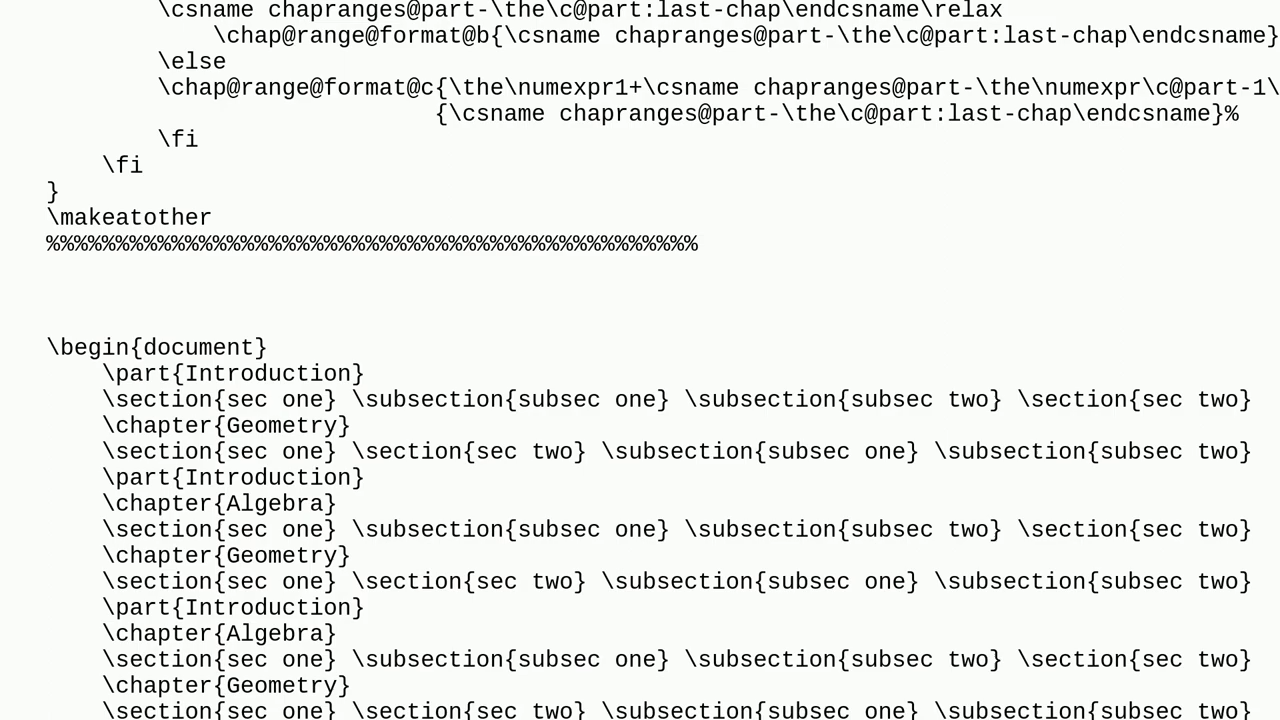 \csname chapranges@part-\the\c@part:last-chap\endcsname\relax
\chap@range@format@b{\csname chapranges@part-\the\c@part:last-chap\endcsname}
\else
\chap@range@format@c{\the\numexpr1+\csname chapranges@part-\the\numexpr\c@part-1\
{\csname chapranges@part-\the\c@part:last-chap\endcsname}%
\fi
\fi
}
\makeatother
%%%%%%%%%%%%%%%%%%%%%%%%%%%%%%%%%%%%%%%%%%%%%%%
\begin{document}
\part{Introduction}
\section{sec one} \subsection{subsec one} \subsection{subsec two} \section{sec two}
\chapter{Geometry}
\section{sec one} \section{sec two} \subsection{subsec one} \subsection{subsec two}
\part{Introduction}
\chapter{Algebra}
\section{sec one} \subsection{subsec one} \subsection{subsec two} \section{sec two}
\chapter{Geometry}
\section{sec one} \section{sec two} \subsection{subsec one} \subsection{subsec two}
\part{Introduction}
\chapter{Algebra}
\section{sec one} \subsection{subsec one} \subsection{subsec two} \section{sec two}
\chapter{Geometry}
\section{sec one} \section{sec two} \subsection{subsec one} \subsection{subsec two}